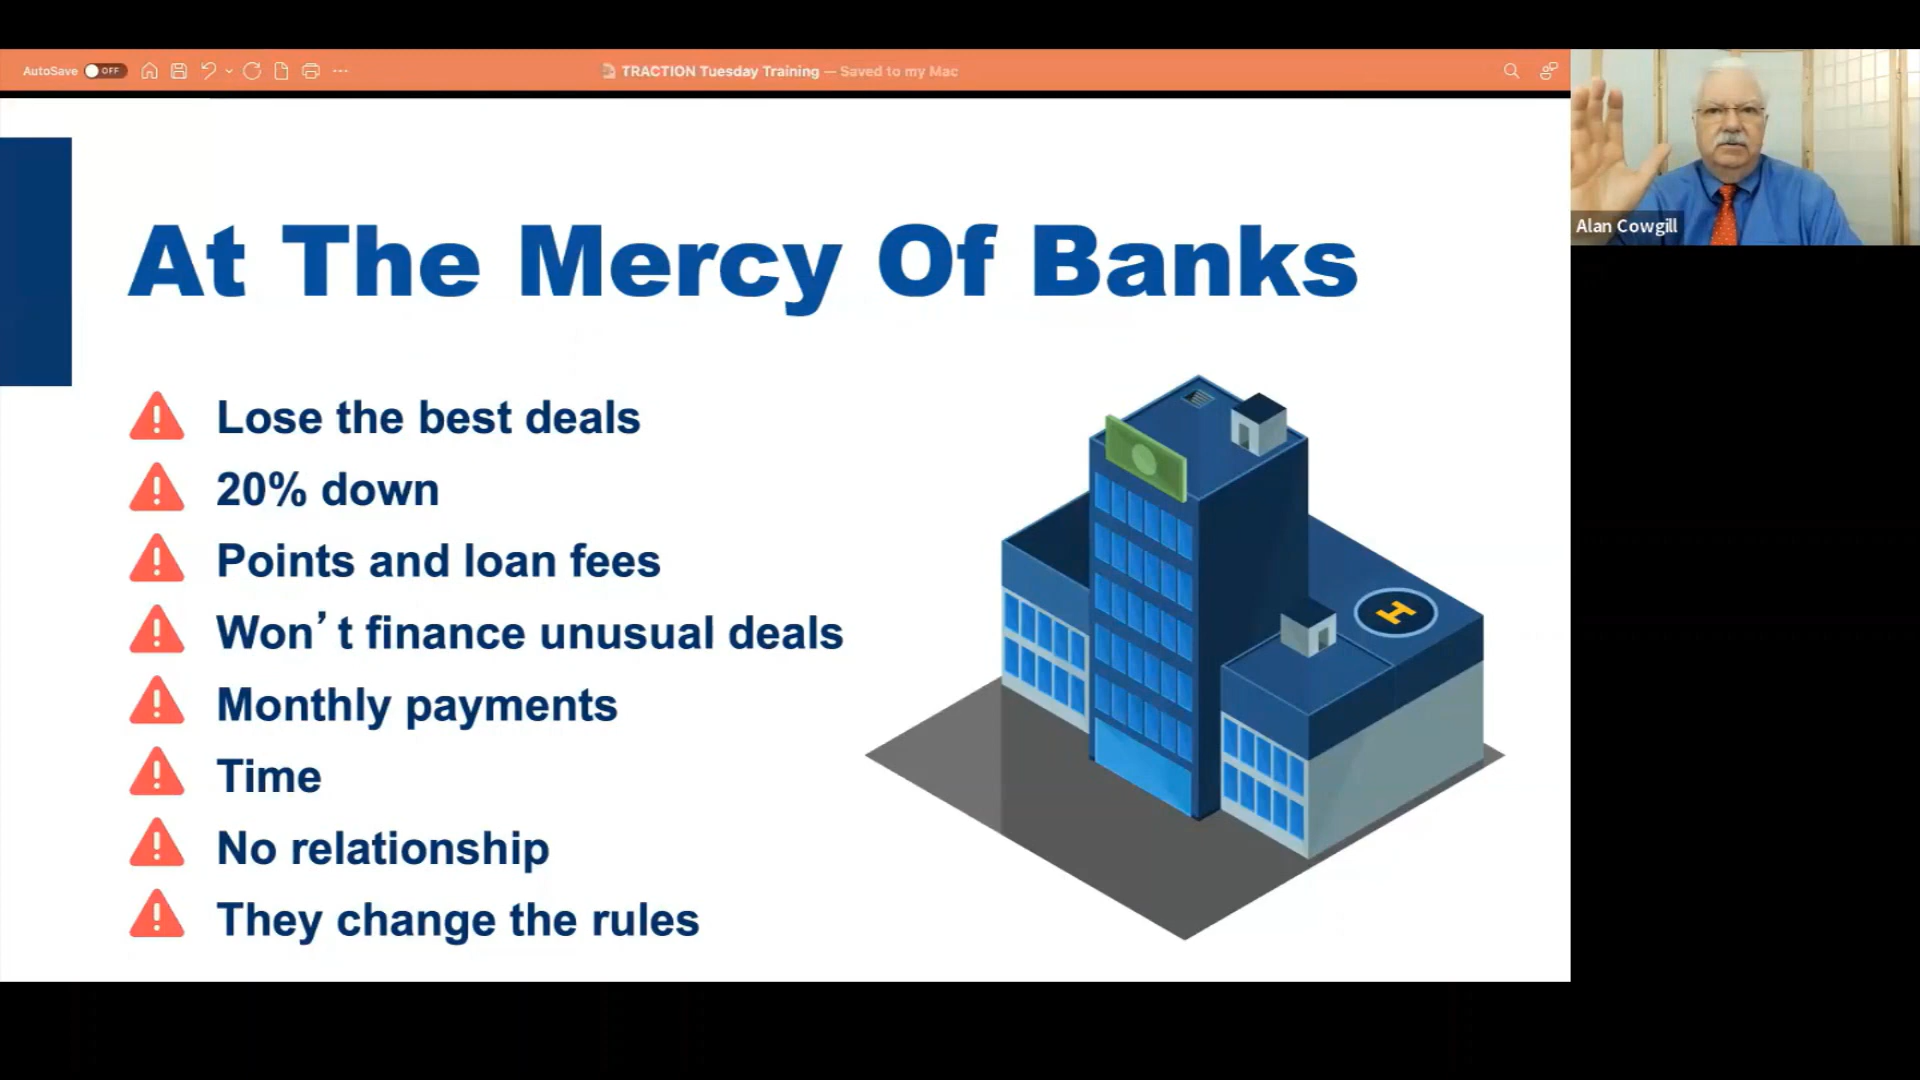 AutoSave OFF
TRACTION Tuesday Training — Saved to my Mac
Alan Cowgill
At The Mercy Of Banks
Lose the best deals
20% down
Points and loan fees
Won’t finance unusual deals
Monthly payments
Time
No relationship
They change the rules
H